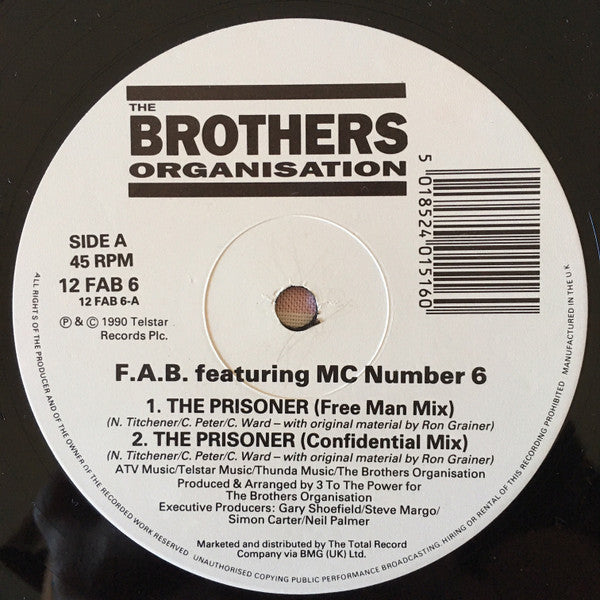 THE
BROTHERS
ORGANISATION
5 018524 015160
SIDE A
45 RPM
12 FAB 6
12 FAB 6-A
℗ & © 1990 Telstar
Records Plc.
F.A.B. featuring MC Number 6
1. THE PRISONER (Free Man Mix)
(N. Titchener/C. Peter/C. Ward – with original material by Ron Grainer)
2. THE PRISONER (Confidential Mix)
(N. Titchener/C. Peter/C. Ward – with original material by Ron Grainer)
ATV Music/Telstar Music/Thunda Music/The Brothers Organisation
Produced & Arranged by 3 To The Power for
The Brothers Organisation
Executive Producers: Gary Shoefield/Steve Margo/
Simon Carter/Neil Palmer
Marketed and distributed by The Total Record
Company via BMG (UK) Ltd.
ALL RIGHTS OF THE PRODUCER AND OF THE OWNER OF THE RECORDED WORK RESERVED UNAUTHORISED COPYING PUBLIC PERFORMANCE BROADCASTING, HIRING OR RENTAL OF THIS RECORDING PROHIBITED MANUFACTURED IN THE U K